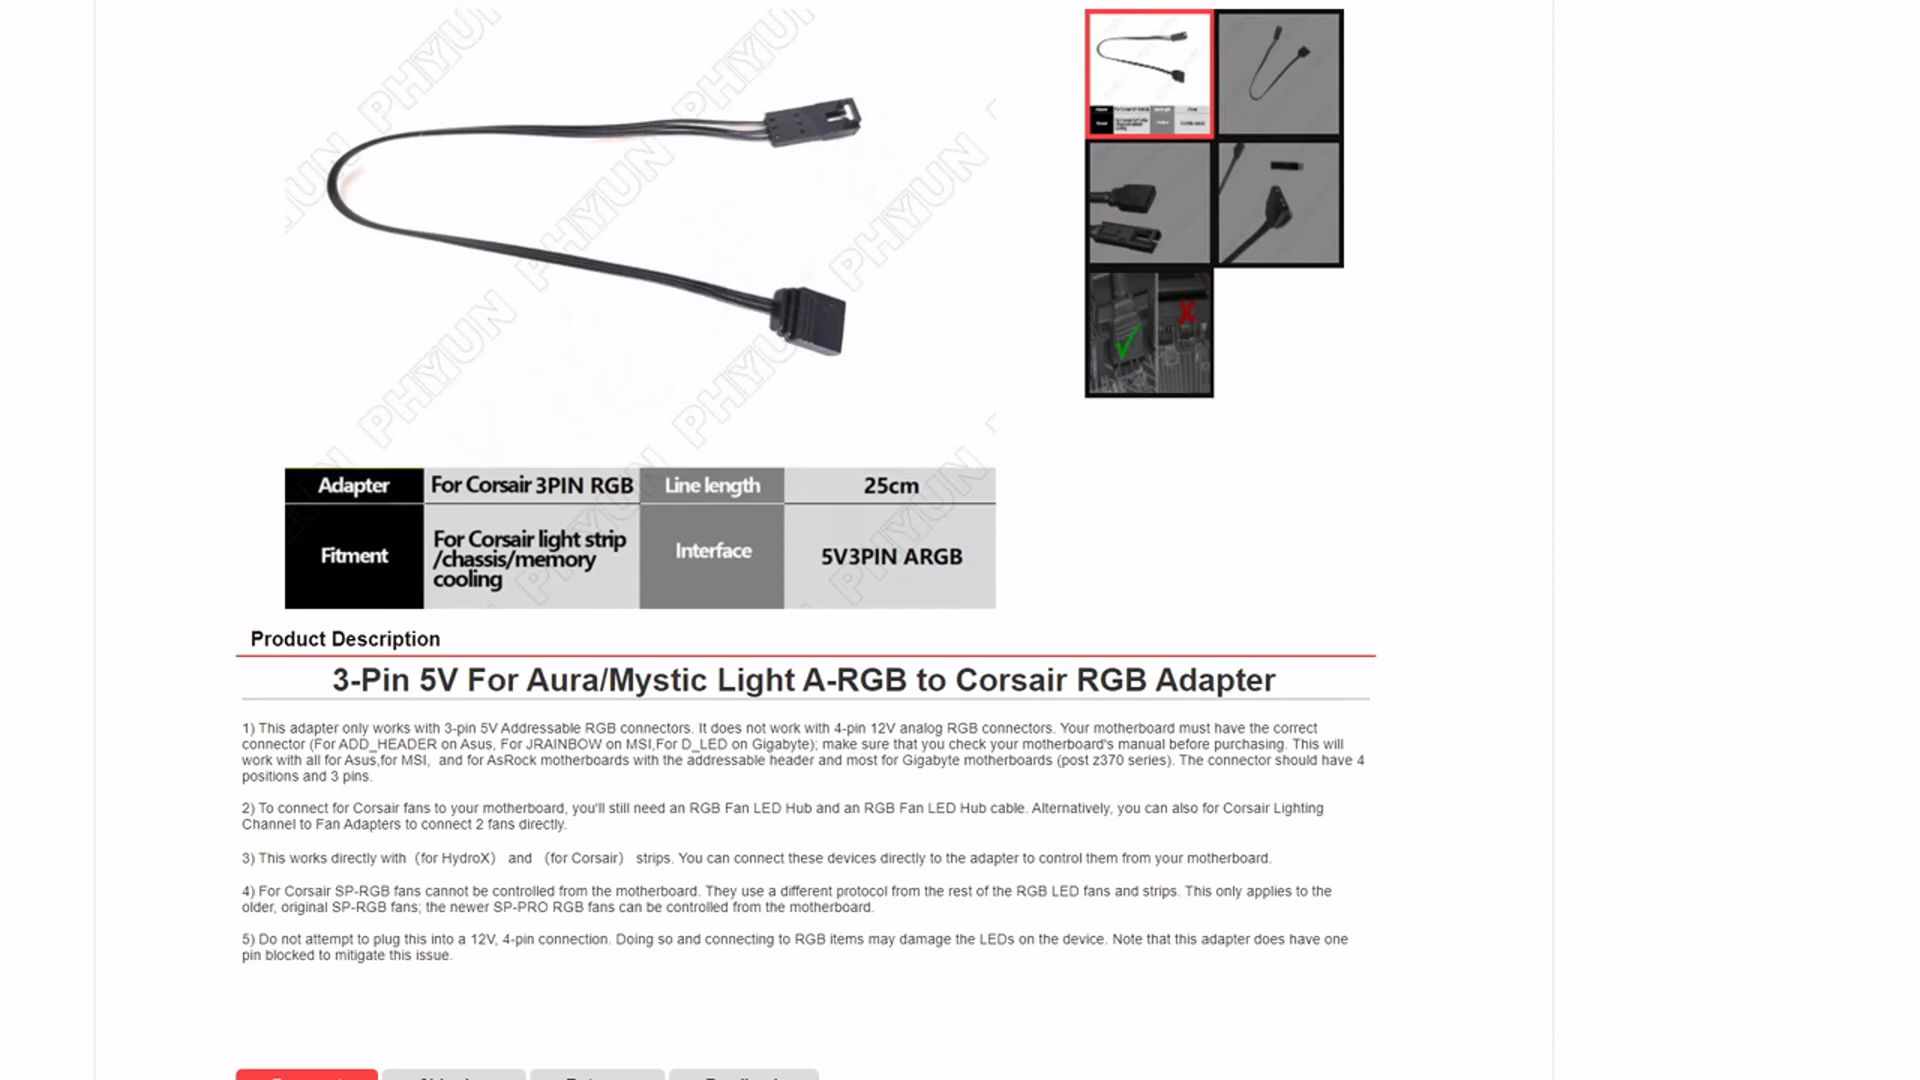 PHYUN PHYUN
PHYUN PHYUN PHYUN
PHYUN PHYUN
Adapter For Corsair 3PIN RGB Line length 25cm
Fitment For Corsair light strip
/chassis/memory
cooling
Interface 5V3PIN ARGB
Product Description
3-Pin 5V For Aura/Mystic Light A-RGB to Corsair RGB Adapter
1) This adapter only works with 3-pin 5V Addressable RGB connectors. It does not work with 4-pin 12V analog RGB connectors. Your motherboard must have the correct
connector (For ADD_HEADER on Asus, For JRAINBOW on MSI,For D_LED on Gigabyte); make sure that you check your motherboard's manual before purchasing. This will
work with all for Asus,for MSI, and for AsRock motherboards with the addressable header and most for Gigabyte motherboards (post z370 series). The connector should have 4
positions and 3 pins.
2) To connect for Corsair fans to your motherboard, you'll still need an RGB Fan LED Hub and an RGB Fan LED Hub cable. Alternatively, you can also for Corsair Lighting
Channel to Fan Adapters to connect 2 fans directly.
3) This works directly with（for HydroX） and （for Corsair） strips. You can connect these devices directly to the adapter to control them from your motherboard.
4) For Corsair SP-RGB fans cannot be controlled from the motherboard. They use a different protocol from the rest of the RGB LED fans and strips. This only applies to the
older, original SP-RGB fans; the newer SP-PRO RGB fans can be controlled from the motherboard.
5) Do not attempt to plug this into a 12V, 4-pin connection. Doing so and connecting to RGB items may damage the LEDs on the device. Note that this adapter does have one
pin blocked to mitigate this issue.